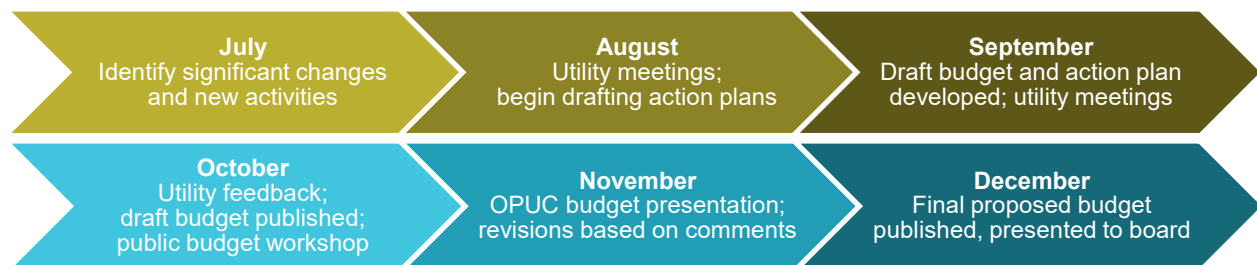 July
Identify significant changes
and new activities
August
Utility meetings;
begin drafting action plans
September
Draft budget and action plan
developed; utility meetings
October
Utility feedback;
draft budget published;
public budget workshop
November
OPUC budget presentation;
revisions based on comments
December
Final proposed budget
published, presented to board